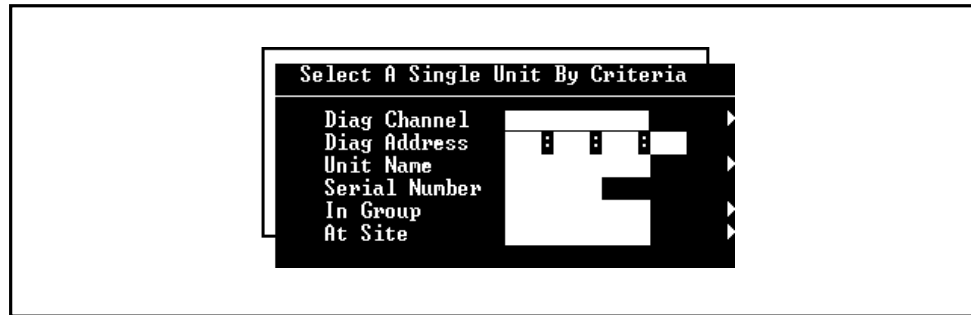 Select A Single Unit By Criteria
Diag Channel
Diag Address : : :
Unit Name
Serial Number
In Group
At Site